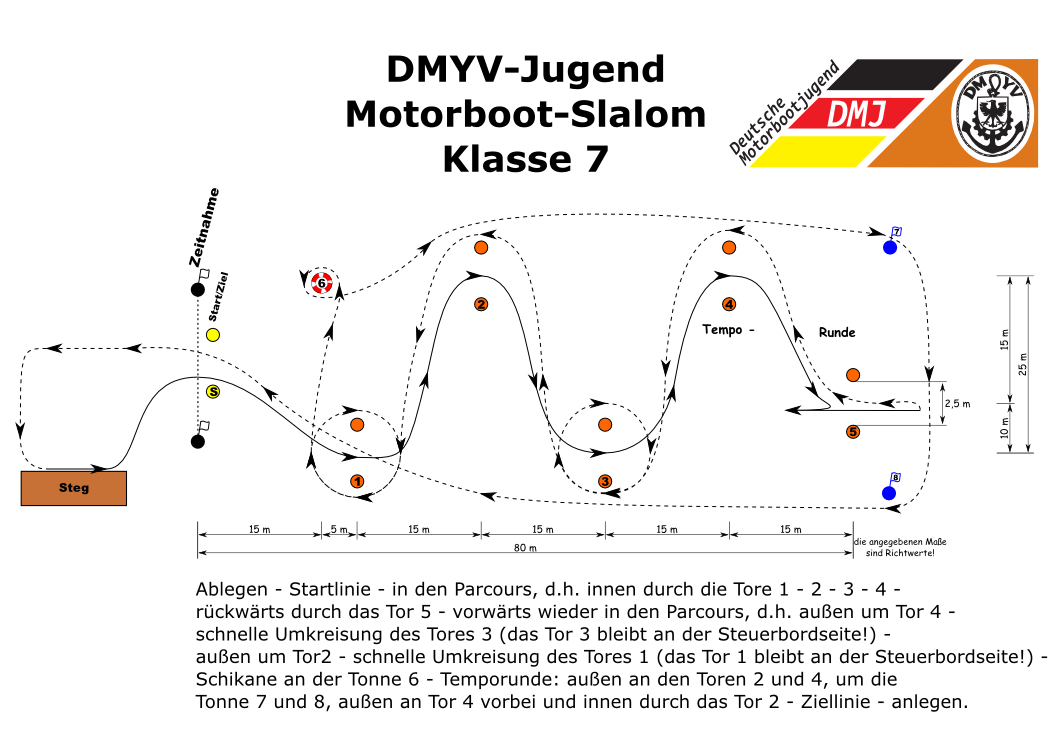 DMYV-Jugend
Motorboot-Slalom
Klasse 7
Deutsche
Motorbootjugend
DMJ
DMYV
Zeitnahme
Start/Ziel
6
7
2
4
Tempo -
Runde
15 m
25 m
S
2,5 m
10 m
5
1
3
8
Steg
15 m
5 m
15 m
15 m
15 m
15 m
80 m
die angegebenen Maße
sind Richtwerte!
Ablegen - Startlinie - in den Parcours, d.h. innen durch die Tore 1 - 2 - 3 - 4 -
rückwärts durch das Tor 5 - vorwärts wieder in den Parcours, d.h. außen um Tor 4 -
schnelle Umkreisung des Tores 3 (das Tor 3 bleibt an der Steuerbordseite!) -
außen um Tor2 - schnelle Umkreisung des Tores 1 (das Tor 1 bleibt an der Steuerbordseite!) -
Schikane an der Tonne 6 - Temporunde: außen an den Toren 2 und 4, um die
Tonne 7 und 8, außen an Tor 4 vorbei und innen durch das Tor 2 - Ziellinie - anlegen.